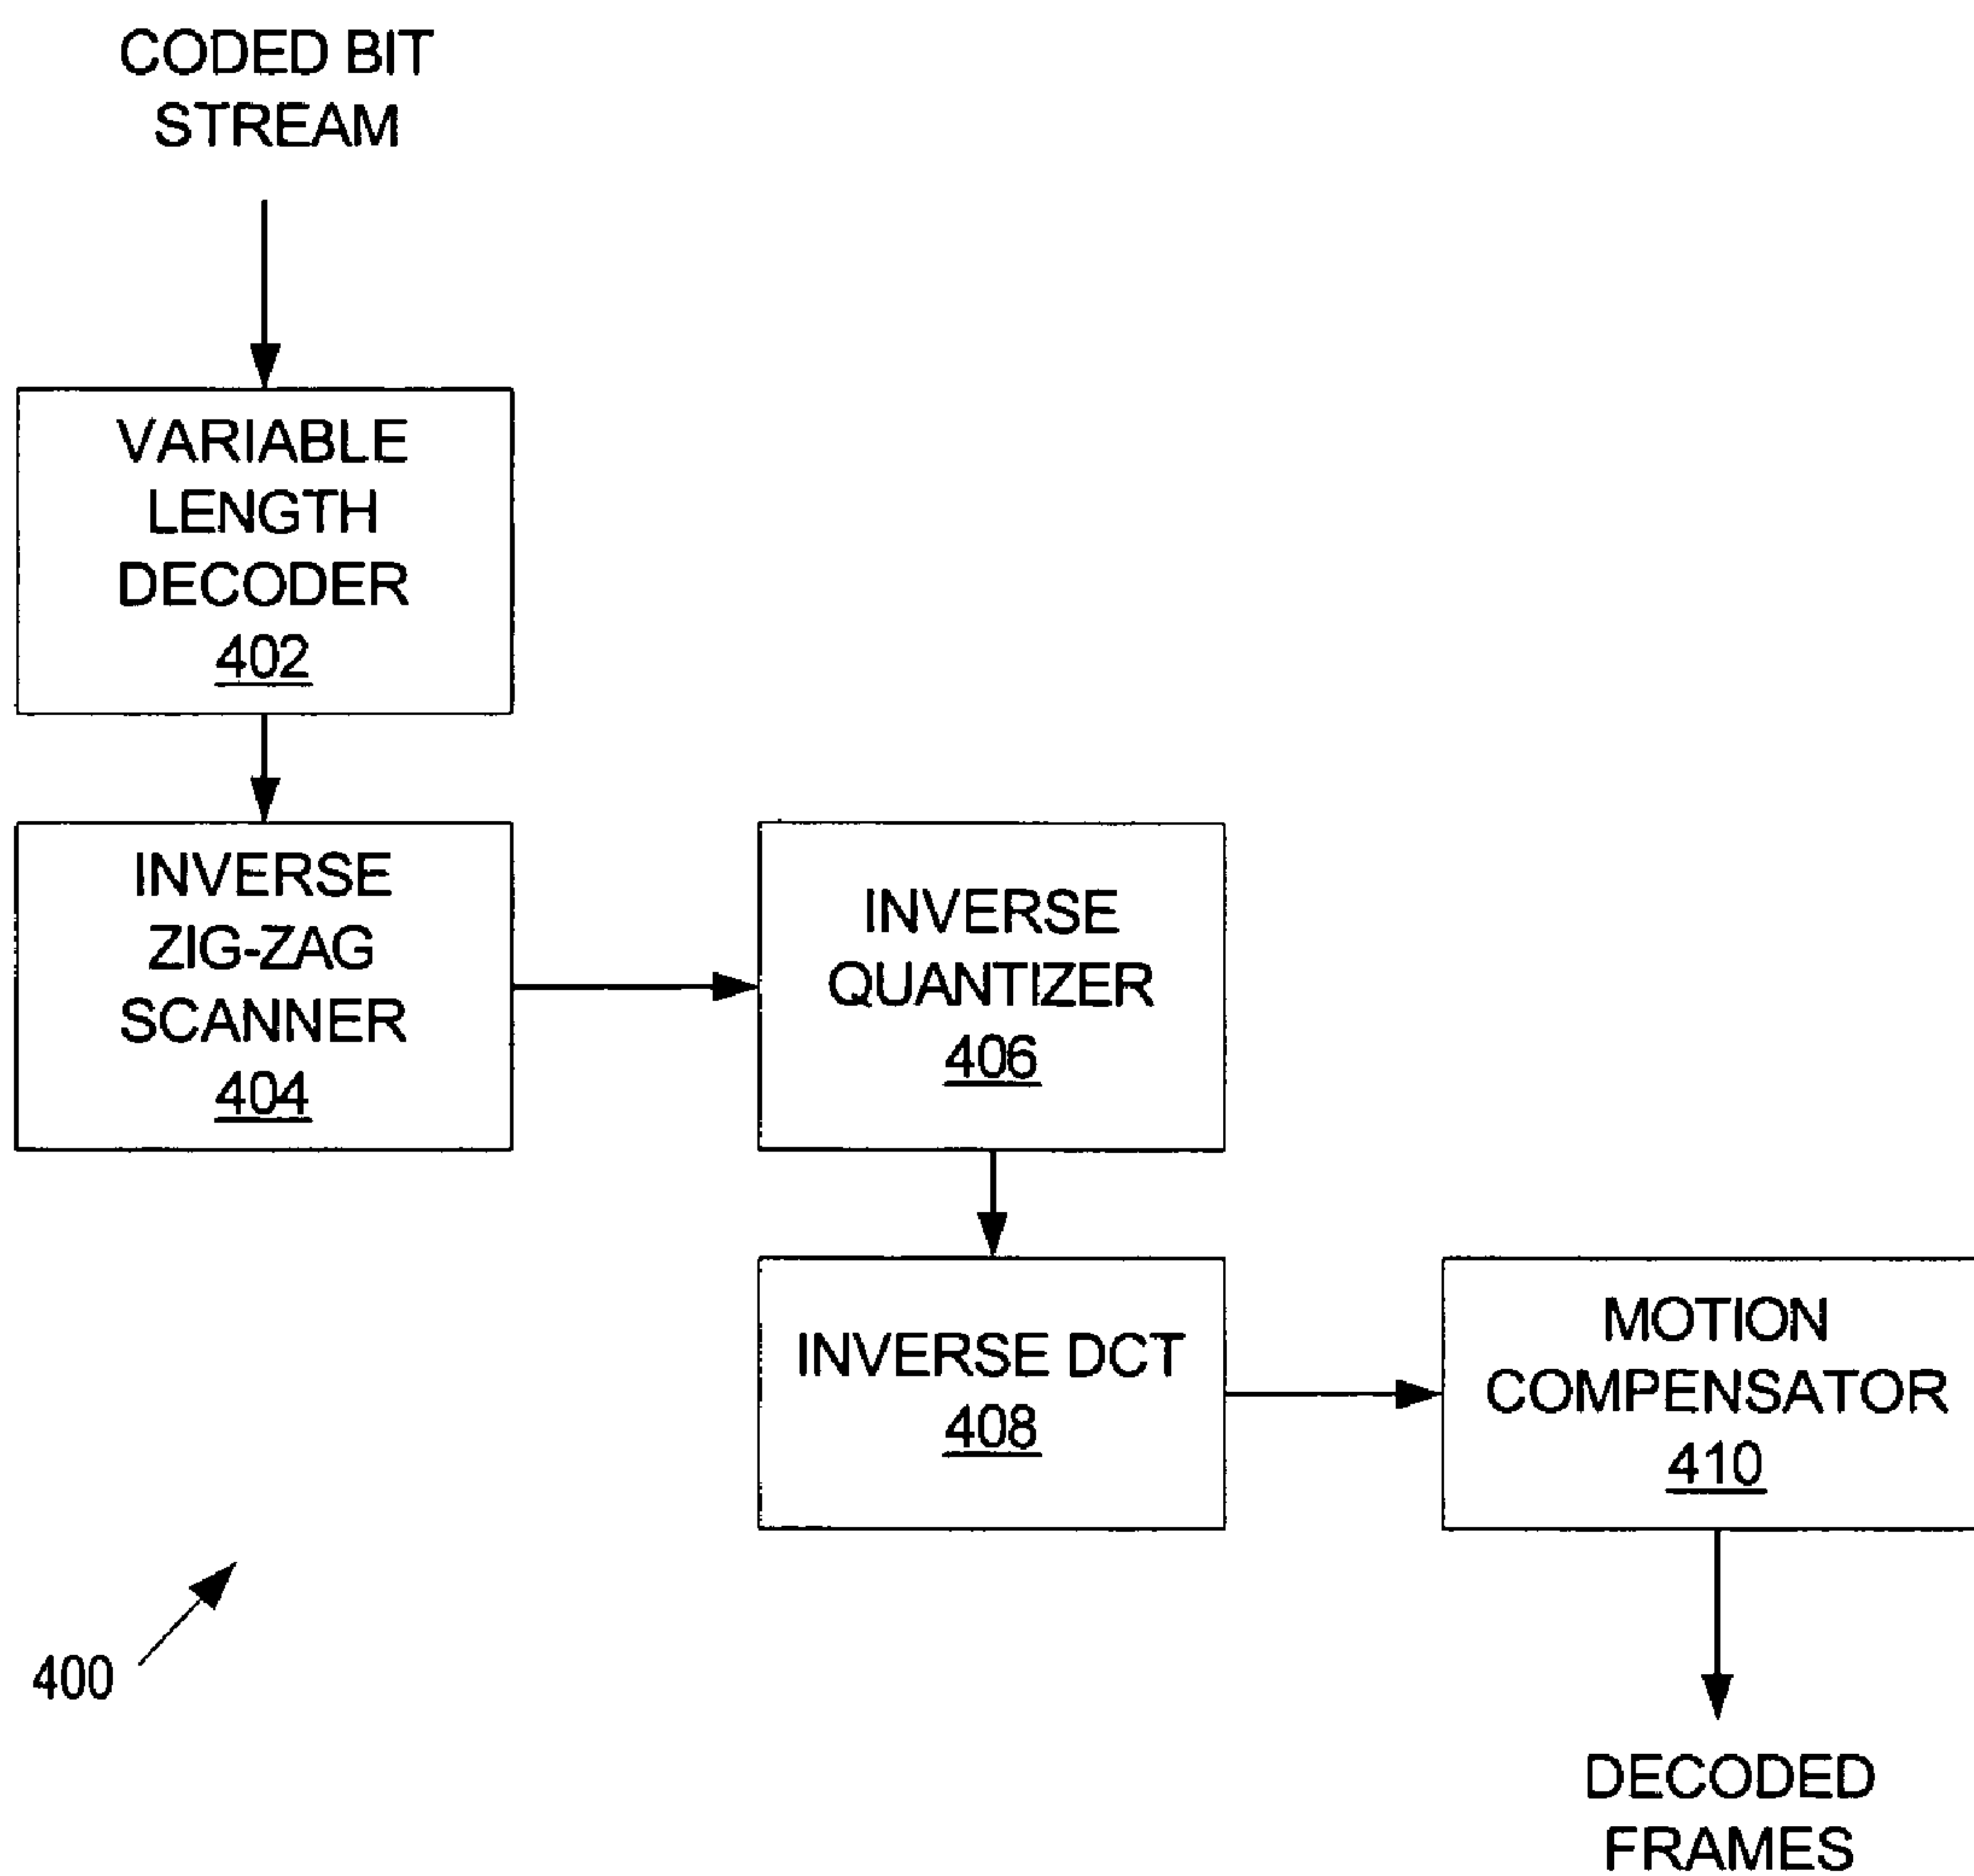 CODED BIT
STREAM
VARIABLE
LENGTH
DECODER
402
INVERSE
ZIG-ZAG
SCANNER
404
INVERSE
QUANTIZER
406
INVERSE DCT
408
MOTION
COMPENSATOR
410
400
DECODED
FRAMES